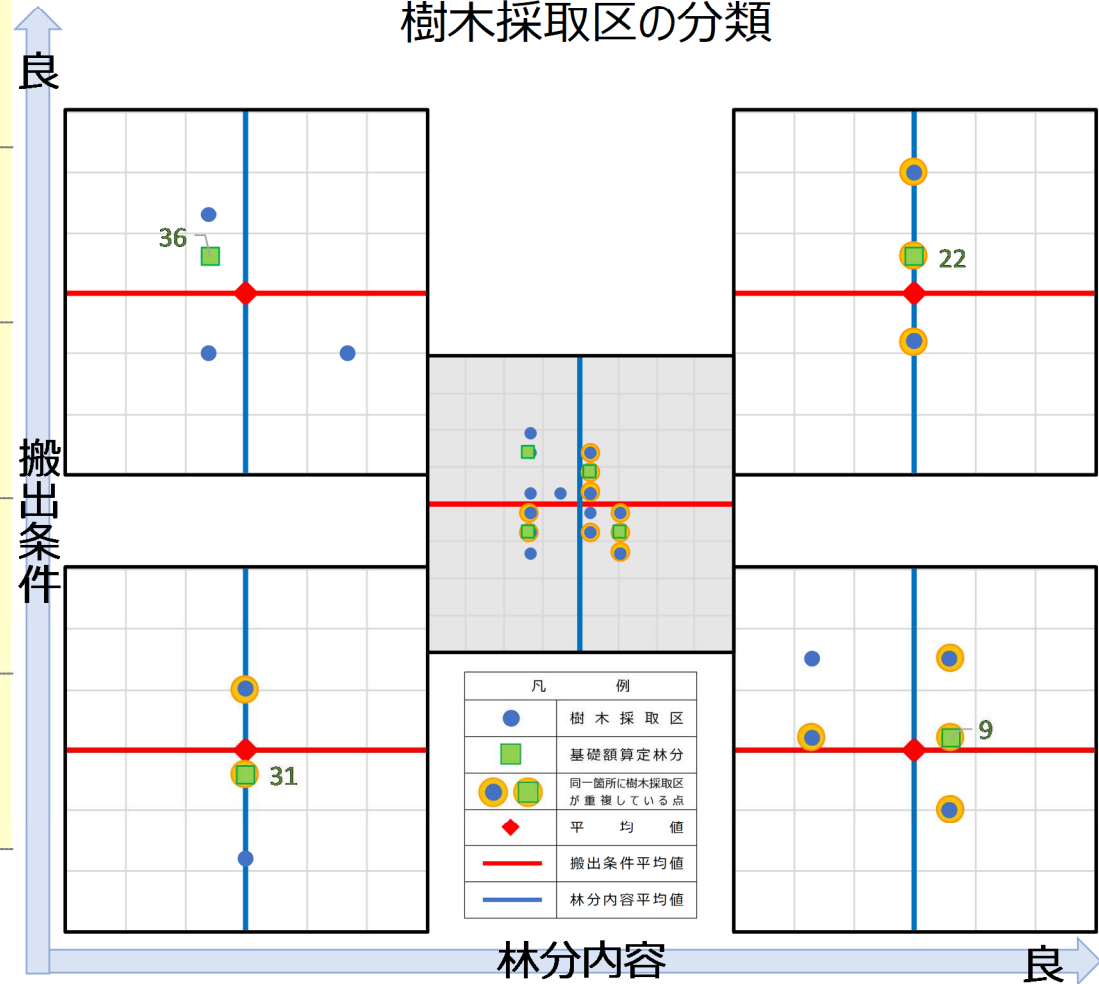 樹木採取区の分類
良
搬出条件
36
22
31
9
凡 例
樹木採取区
基礎額算定林分
同一箇所に樹木採取区
が重複している点
平均値
搬出条件平均値
林分内容平均値
林分内容
良